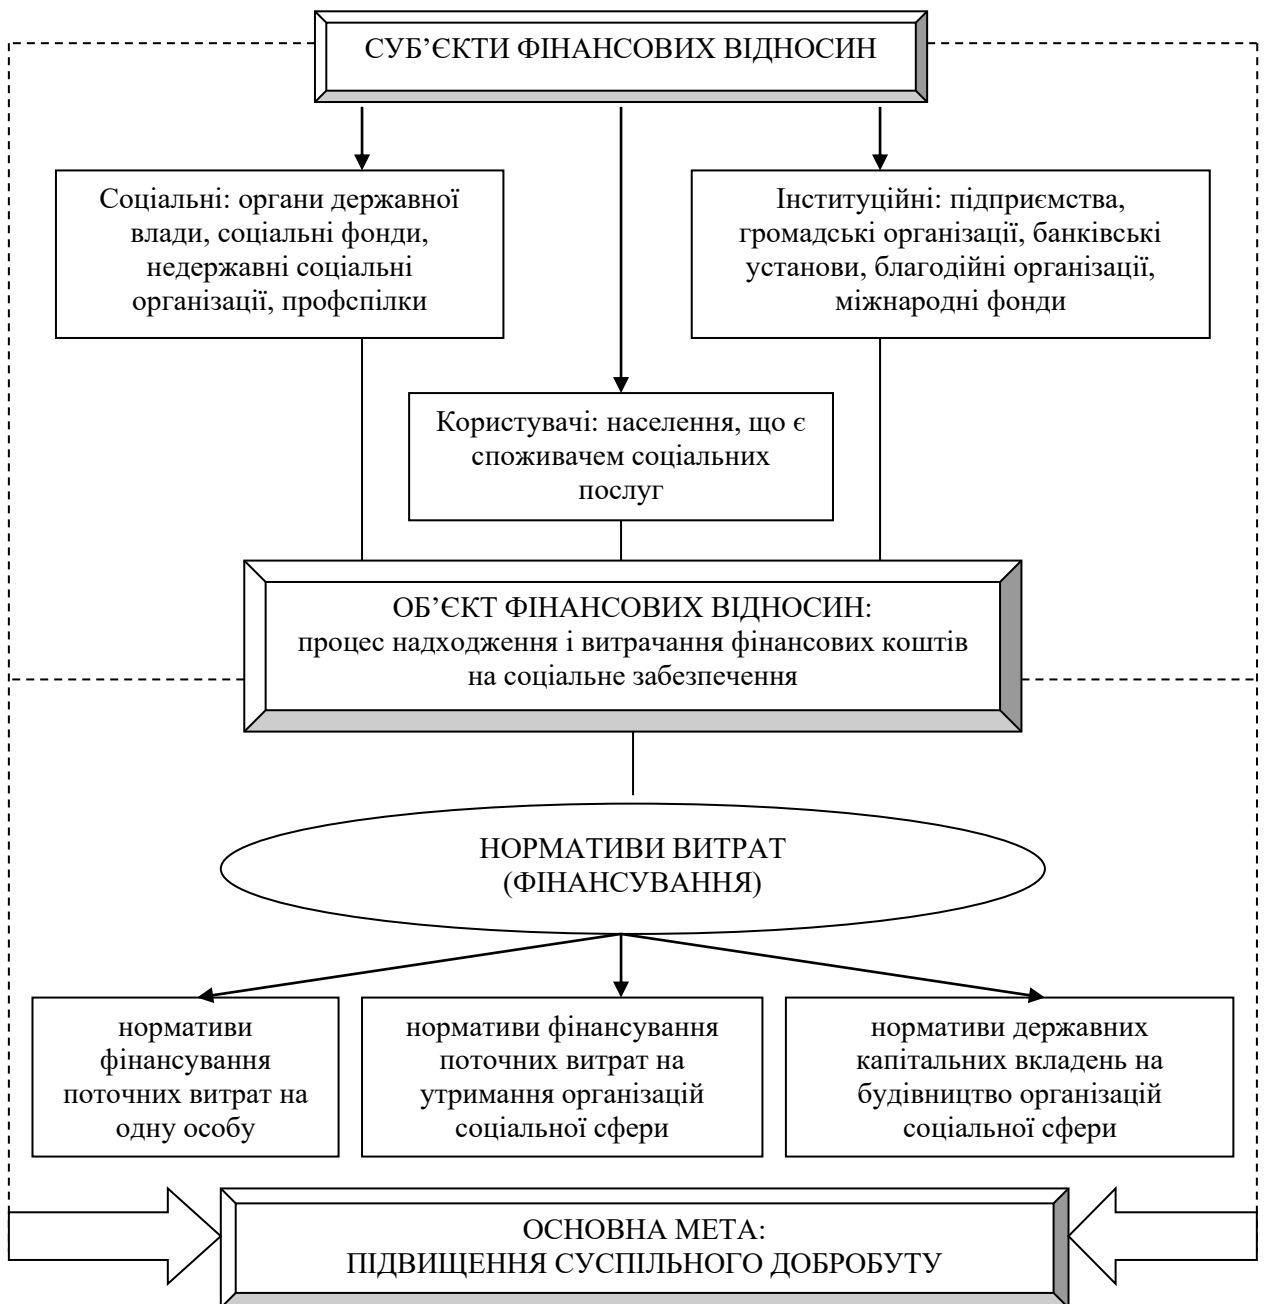 СУБ’ЄКТИ ФІНАНСОВИХ ВІДНОСИН
Соціальні: органи державної
влади, соціальні фонди,
недержавні соціальні
організації, профспілки
Інституційні: підприємства,
громадські організації, банківські
установи, благодійні організації,
міжнародні фонди
Користувачі: населення, що є
споживачем соціальних
послуг
ОБ’ЄКТ ФІНАНСОВИХ ВІДНОСИН:
процес надходження і витрачання фінансових коштів
на соціальне забезпечення
НОРМАТИВИ ВИТРАТ
(ФІНАНСУВАННЯ)
нормативи
фінансування
поточних витрат на
одну особу
нормативи фінансування
поточних витрат на
утримання організацій
соціальної сфери
нормативи державних
капітальних вкладень на
будівництво організацій
соціальної сфери
ОСНОВНА МЕТА:
ПІДВИЩЕННЯ СУСПІЛЬНОГО ДОБРОБУТУ